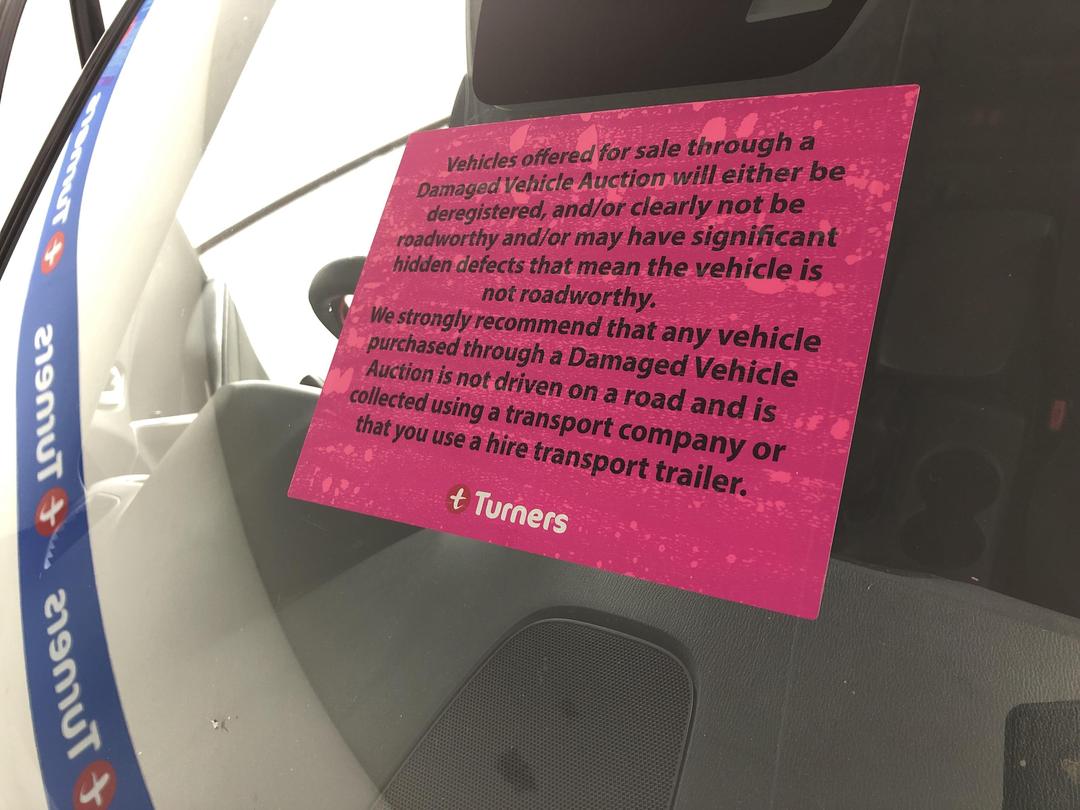 Vehicles offered for sale through a
Damaged Vehicle Auction will either be
deregistered, and/or clearly not be
roadworthy and/or may have significant
hidden defects that mean the vehicle is
not roadworthy.
We strongly recommend that any vehicle
purchased through a Damaged Vehicle
Auction is not driven on a road and is
collected using a transport company or
that you use a hire transport trailer.
Turners
Turners
Turners
Turners